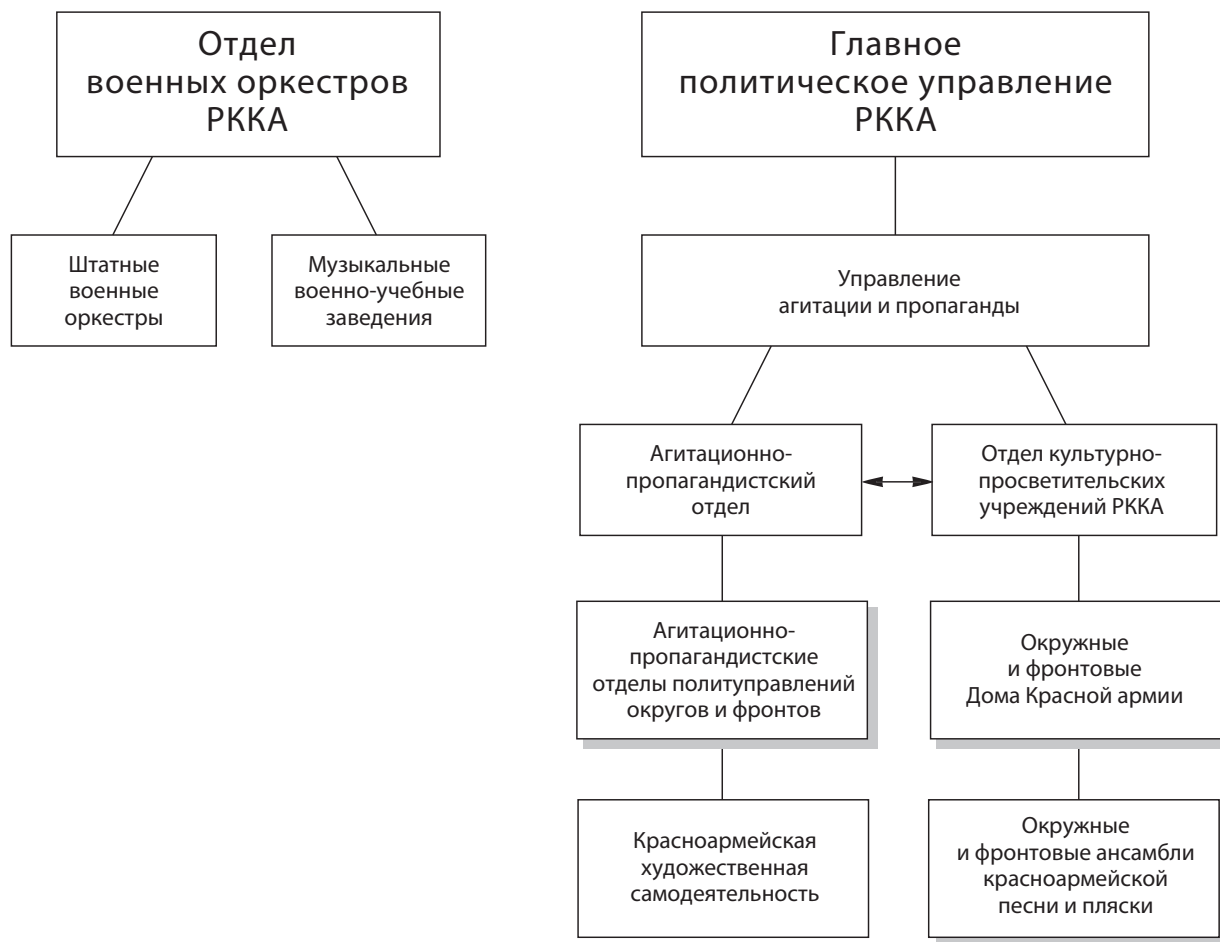 Отдел
военных оркестров
РККА
Главное
политическое управление
РККА
Штатные
военные
оркестры
Музыкальные
военно-учебные
заведения
Управление
агитации и пропаганды
Агитационно-
пропагандистский
отдел
Отдел культурно-
просветительских
учреждений РККА
Агитационно-
пропагандистские
отделы политуправлений
округов и фронтов
Окружные
и фронтовые
Дома Красной армии
Красноармейская
художественная
самодеятельность
Окружные
и фронтовые ансамбли
красноармейской
песни и пляски